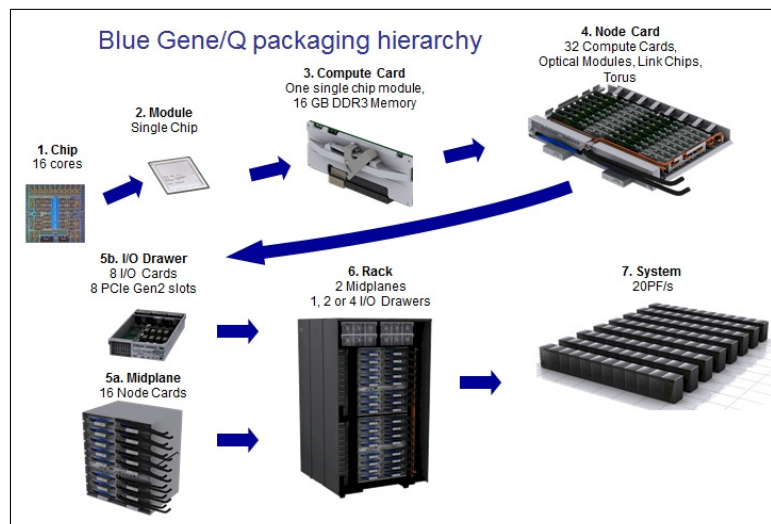 Blue Gene/Q packaging hierarchy
1. Chip
16 cores
2. Module
Single Chip
3. Compute Card
One single chip module,
16 GB DDR3 Memory
4. Node Card
32 Compute Cards,
Optical Modules, Link Chips,
Torus
5b. I/O Drawer
8 I/O Cards
8 PCIe Gen2 slots
5a. Midplane
16 Node Cards
6. Rack
2 Midplanes
1, 2 or 4 I/O Drawers
7. System
20PF/s